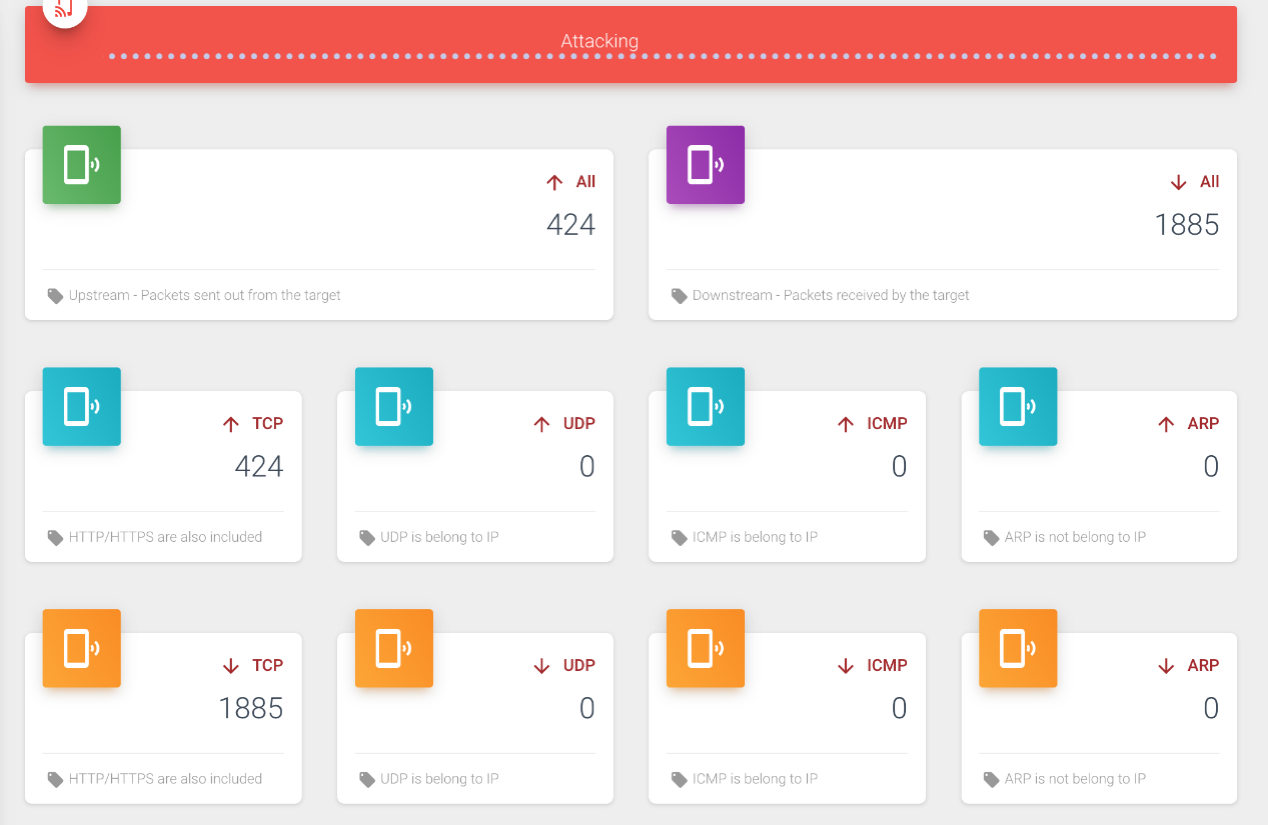 Attacking
↑ All
424
Upstream - Packets sent out from the target
↓ All
1885
Downstream - Packets received by the target
↑ TCP
424
HTTP/HTTPS are also included
↑ UDP
0
UDP is belong to IP
↑ ICMP
0
ICMP is belong to IP
↑ ARP
0
ARP is not belong to IP
↓ TCP
1885
HTTP/HTTPS are also included
↓ UDP
0
UDP is belong to IP
↓ ICMP
0
ICMP is belong to IP
↓ ARP
0
ARP is not belong to IP